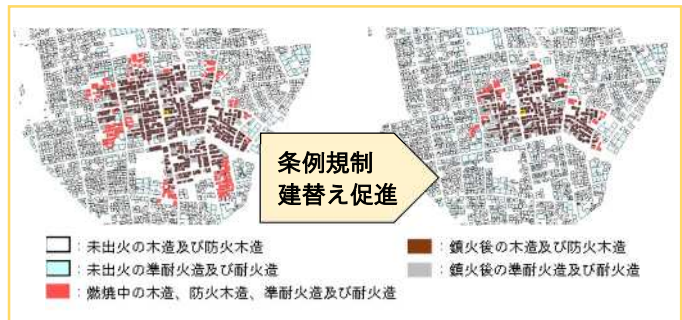 条例規制
建替え促進
：未出火の木造及び防火木造
：鎮火後の木造及び防火木造
：未出火の準耐火造及び耐火造
：鎮火後の準耐火造及び耐火造
：燃焼中の木造、防火木造、準耐火造及び耐火造